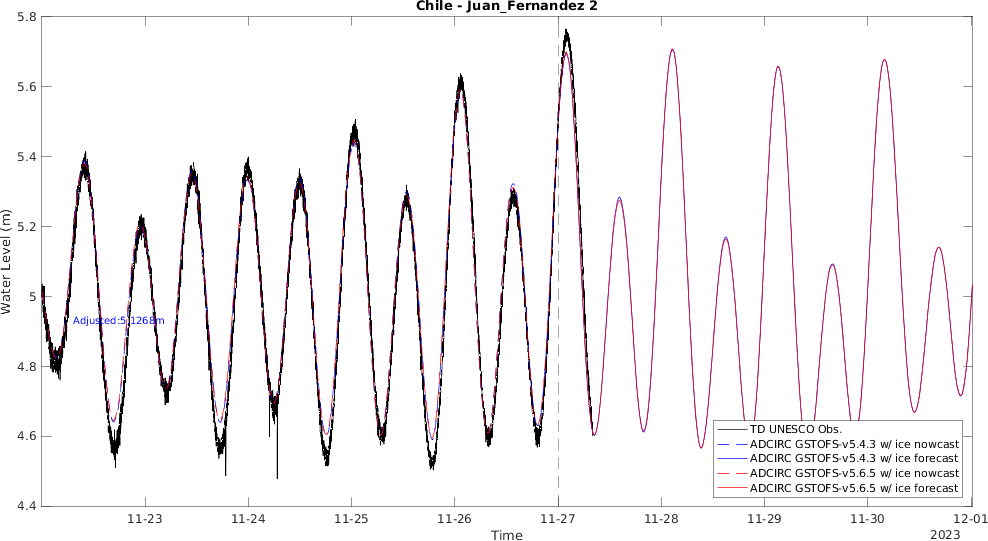 Chile - Juan_Fernandez 2
5.8
5.6
5.4
5.2
5
4.8
4.6
4.4
Water Level (m)
Adjusted:5.1268m
TD UNESCO Obs.
ADCIRC GSTOFS-v5.4.3 w/ ice nowcast
ADCIRC GSTOFS-v5.4.3 w/ ice forecast
ADCIRC GSTOFS-v5.6.5 w/ ice nowcast
ADCIRC GSTOFS-v5.6.5 w/ ice forecast
11-23 11-24 11-25 11-26 11-27 11-28 11-29 11-30 12-01
Time
2023